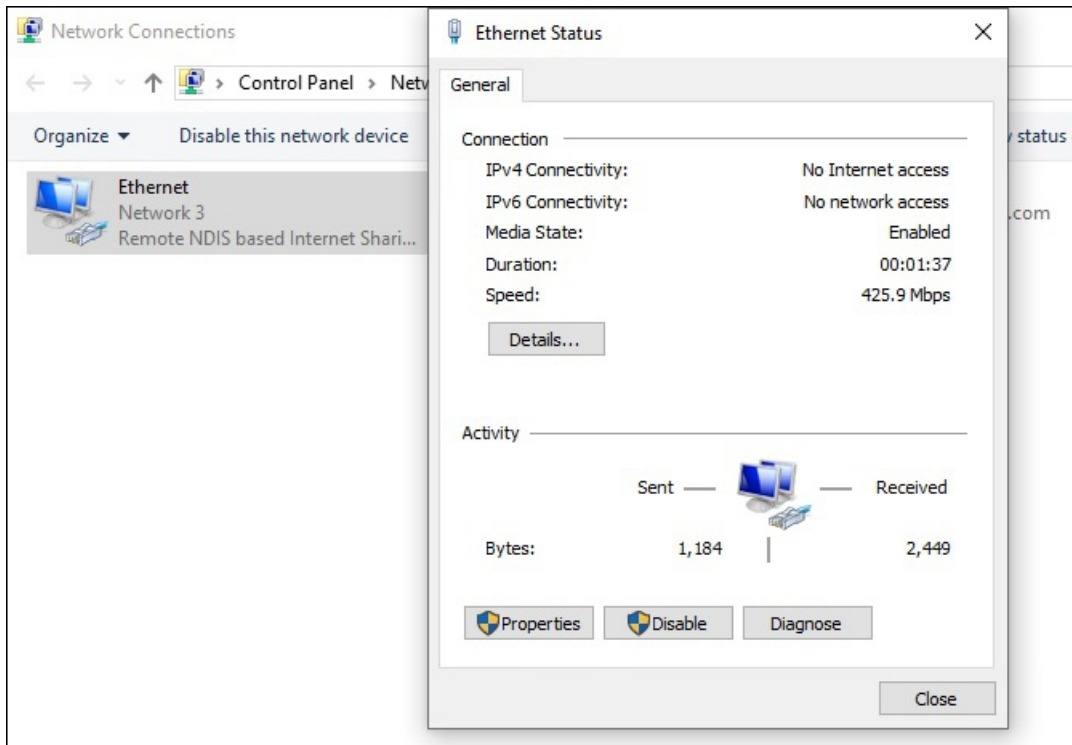 Network Connections
Control Panel > Netw
Organize Disable this network device
Ethernet
Network 3
Remote NDIS based Internet Shari...
Ethernet Status
General
Connection
IPv4 Connectivity: No Internet access
IPv6 Connectivity: No network access
Media State: Enabled
Duration: 00:01:37
Speed: 425.9 Mbps
Details...
Activity
Sent Received
Bytes: 1,184 2,449
Properties Disable Diagnose
Close
status
.com